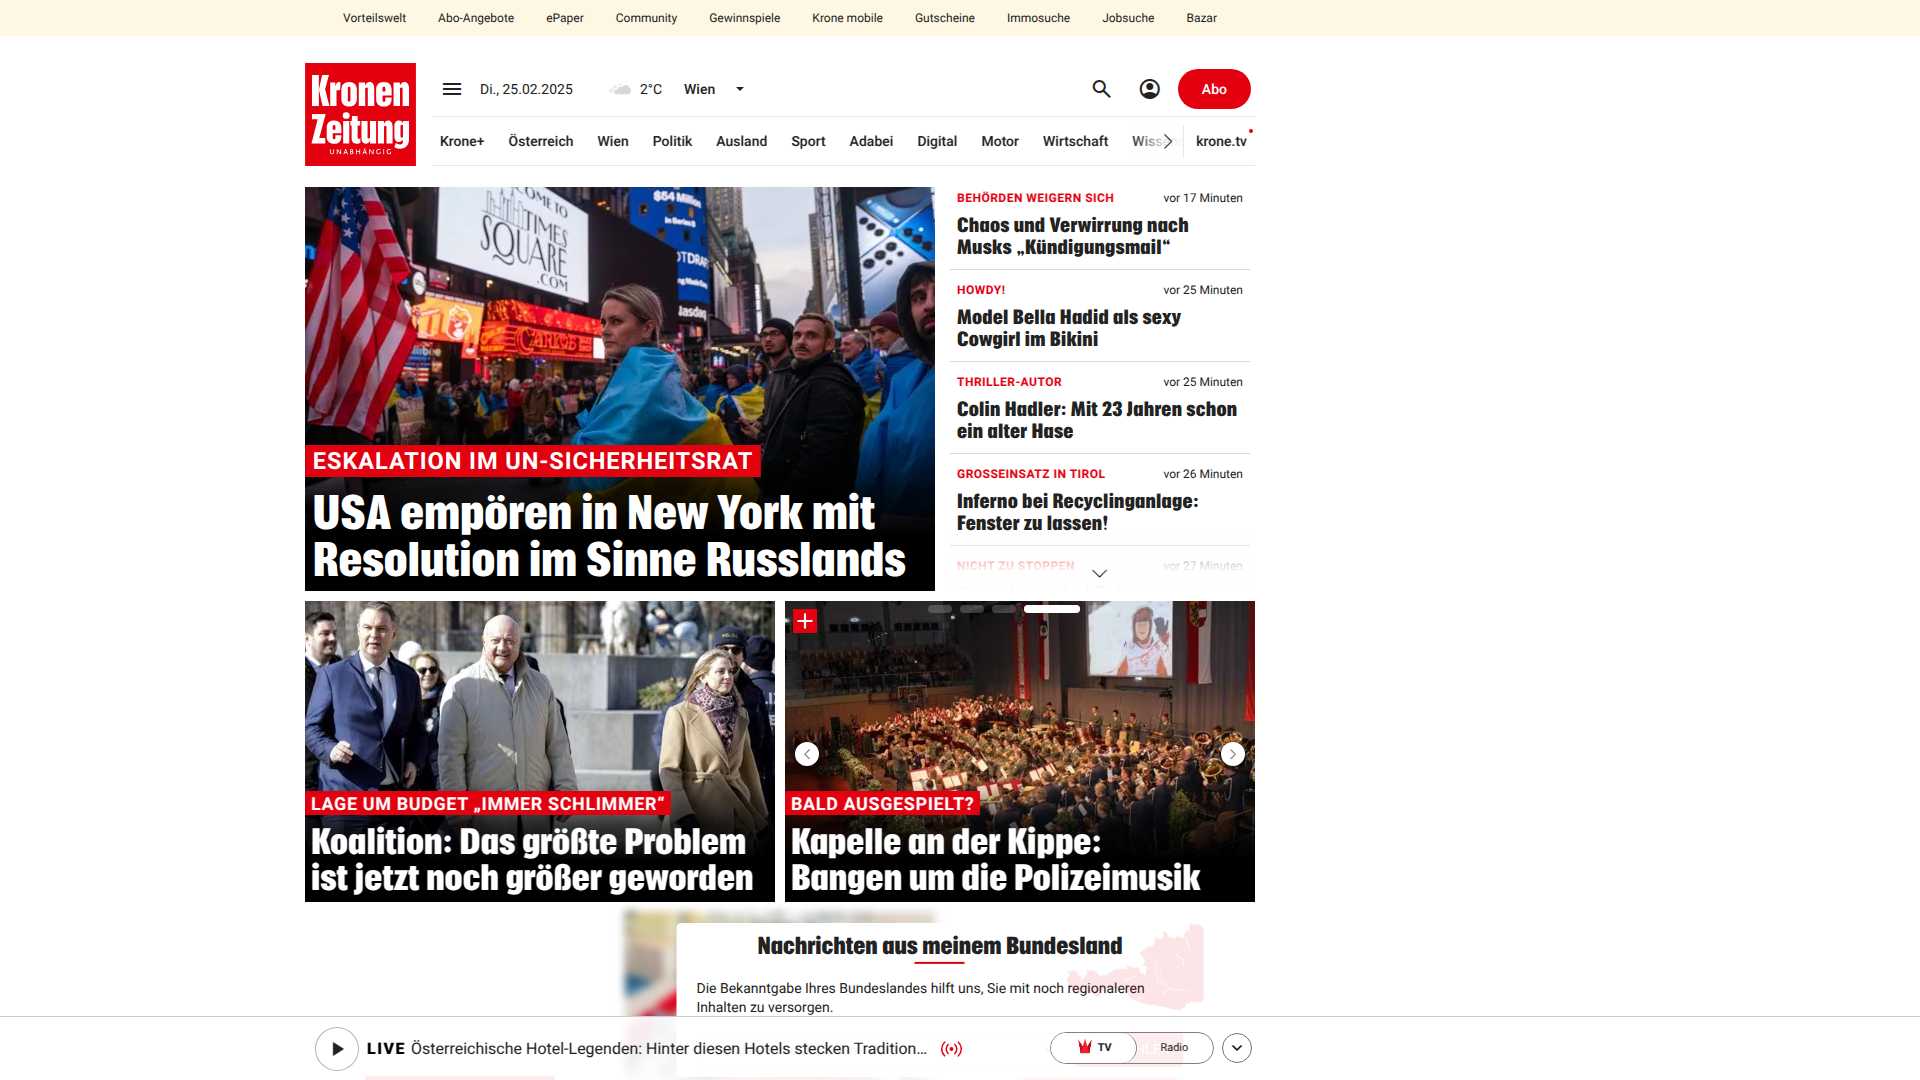 Vorteilswelt Abo-Angebote ePaper Community Gewinnspiele Krone mobile Gutscheine Immosuche Jobsuche Bazar
Kronen
Zeitung
UNABHÄNGIG
Di., 25.02.2025 2°C Wien
Abo
Krone+ Österreich Wien Politik Ausland Sport Adabei Digital Motor Wirtschaft krone.tv
WELCOME TO
TIMES
SQUARE
.COM
$54 Million
ESKALATION IM UN-SICHERHEITSRAT
USA empören in New York mit
Resolution im Sinne Russlands
BEHÖRDEN WEIGERN SICH vor 17 Minuten
Chaos und Verwirrung nach
Musks „Kündigungsmail“
HOWDY! vor 25 Minuten
Model Bella Hadid als sexy
Cowgirl im Bikini
THRILLER-AUTOR vor 25 Minuten
Colin Hadler: Mit 23 Jahren schon
ein alter Hase
GROSSEINSATZ IN TIROL vor 26 Minuten
Inferno bei Recyclinganlage:
Fenster zu lassen!
NICHT ZU STOPPEN vor 27 Minuten
LAGE UM BUDGET „IMMER SCHLIMMER“
Koalition: Das größte Problem
ist jetzt noch größer geworden
BALD AUSGESPIELT?
Kapelle an der Kippe:
Bangen um die Polizeimusik
Nachrichten aus meinem Bundesland
Die Bekanntgabe Ihres Bundeslandes hilft uns, Sie mit noch regionaleren
Inhalten zu versorgen.
LIVE Österreichische Hotel-Legenden: Hinter diesen Hotels stecken Tradition...
TV Radio